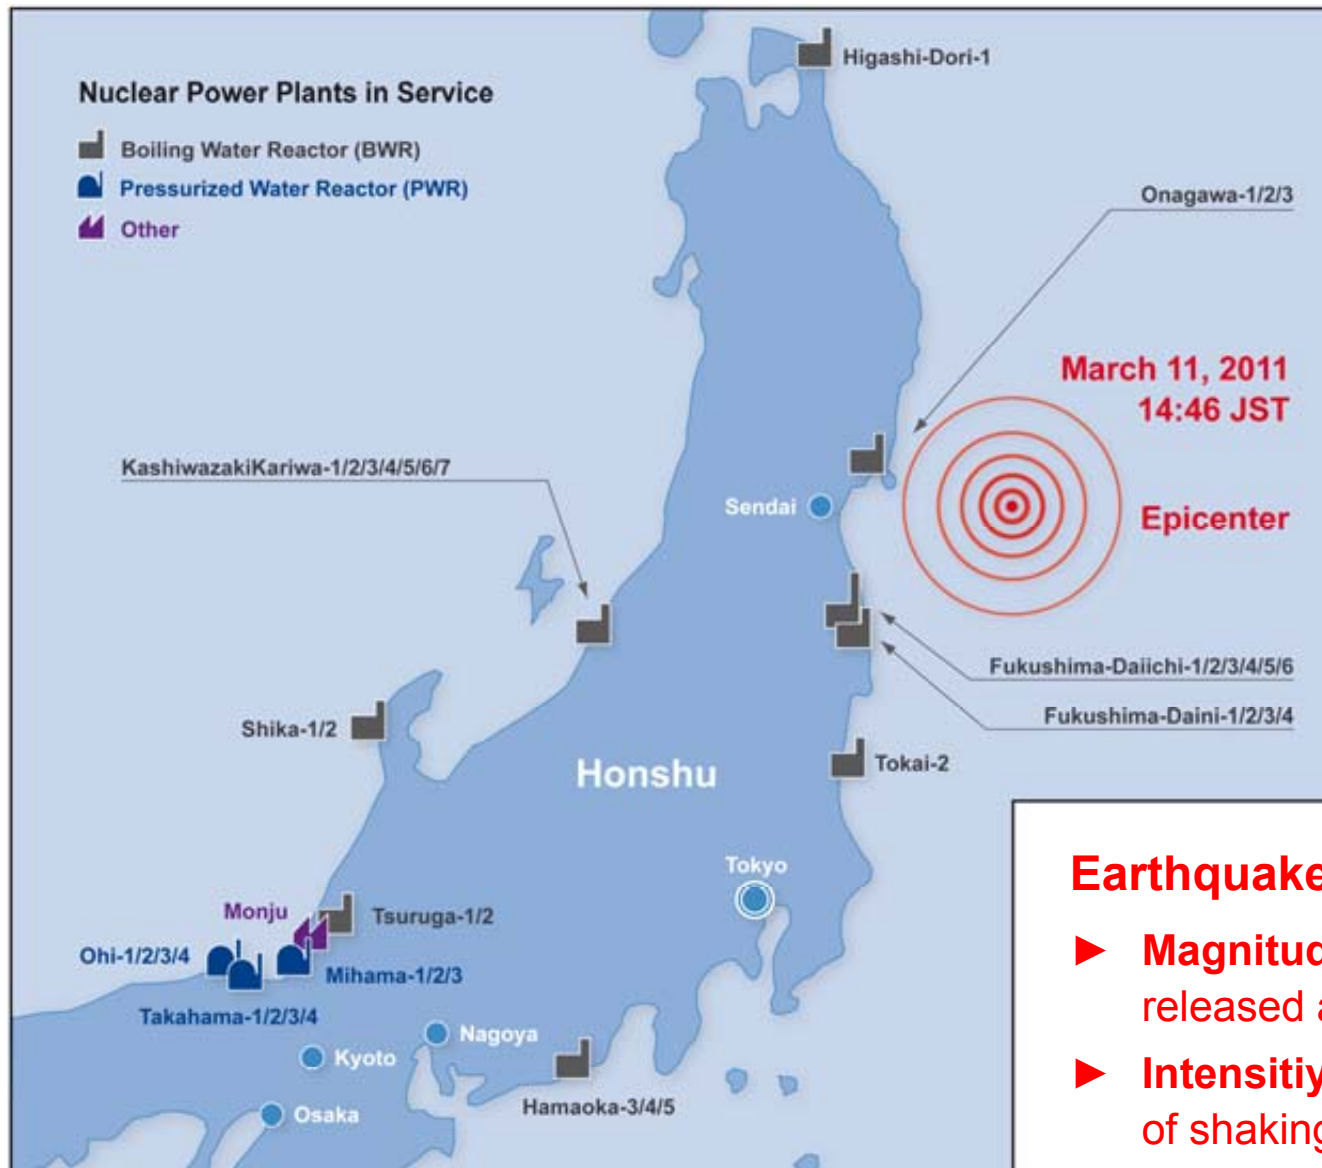 Nuclear Power Plants in Service
Boiling Water Reactor (BWR)
Pressurized Water Reactor (PWR)
Other
Higashi-Dori-1
Onagawa-1/2/3
March 11, 2011
14:46 JST
Epicenter
KashiwazakiKariwa-1/2/3/4/5/6/7
Sendai
Fukushima-Daiichi-1/2/3/4/5/6
Fukushima-Daini-1/2/3/4
Shika-1/2
Honshu
Tokai-2
Tokyo
Monju
Tsuruga-1/2
Ohi-1/2/3/4
Mihama-1/2/3
Takahama-1/2/3/4
Nagoya
Kyoto
Hamaoka-3/4/5
Osaka
Earthquake
► Magnitud
released a
► Intensitiy
of shaking